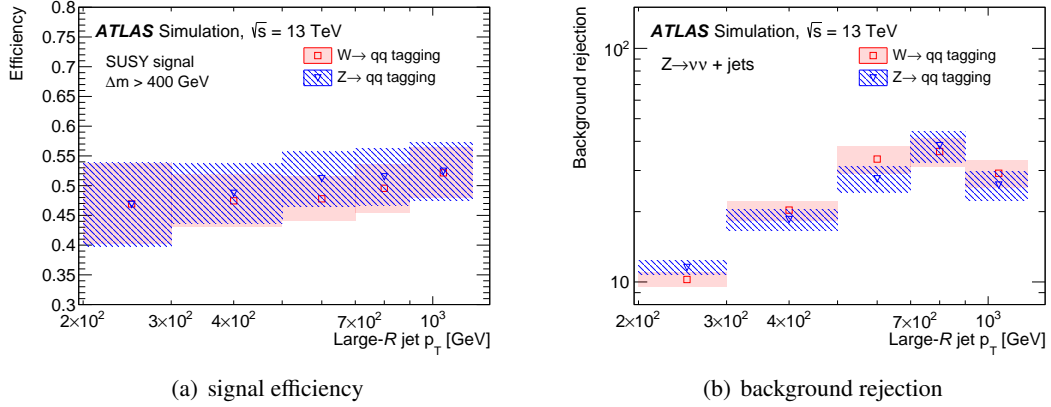 ATLAS Simulation, √s = 13 TeV
SUSY signal
Δm > 400 GeV
W→ qq tagging
Z→ qq tagging
Efficiency
0.8
0.75
0.7
0.65
0.6
0.55
0.5
0.45
0.4
0.35
0.3
2×10² 3×10² 4×10² 7×10² 10³
Large-R jet p_T [GeV]
(a) signal efficiency
ATLAS Simulation, √s = 13 TeV
Z→νν + jets
W→ qq tagging
Z→ qq tagging
Background rejection
10²
10
2×10² 3×10² 4×10² 7×10² 10³
Large-R jet p_T [GeV]
(b) background rejection